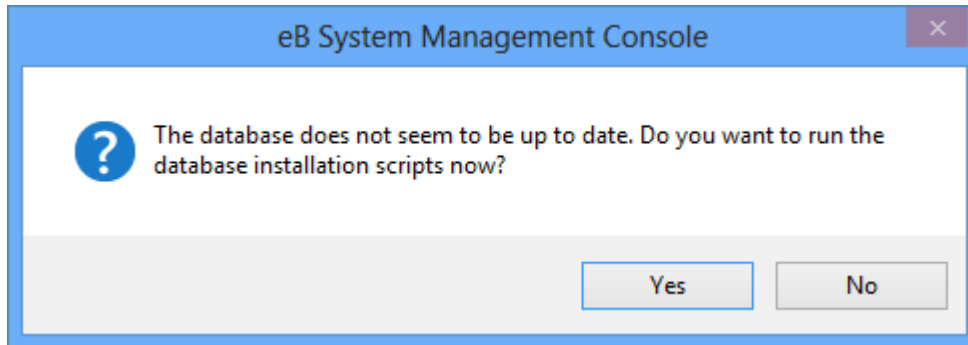 eB System Management Console
The database does not seem to be up to date. Do you want to run the
database installation scripts now?
Yes
No